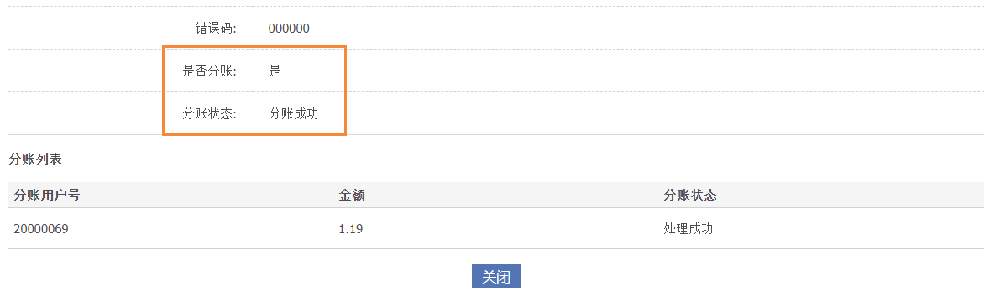 错误码: 000000
是否分账: 是
分账状态: 分账成功
分账列表
分账用户号 金额 分账状态
20000069 1.19 处理成功
关闭